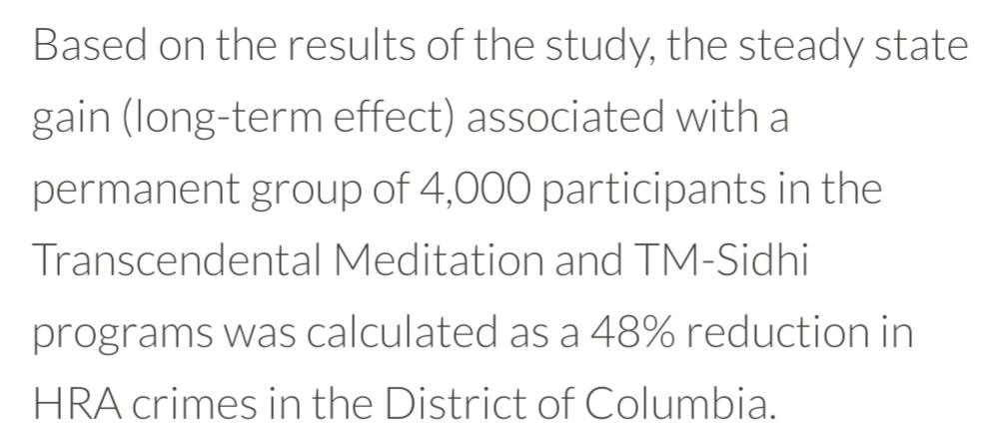 Based on the results of the study, the steady state
gain (long-term effect) associated with a
permanent group of 4,000 participants in the
Transcendental Meditation and TM-Sidhi
programs was calculated as a 48% reduction in
HRA crimes in the District of Columbia.